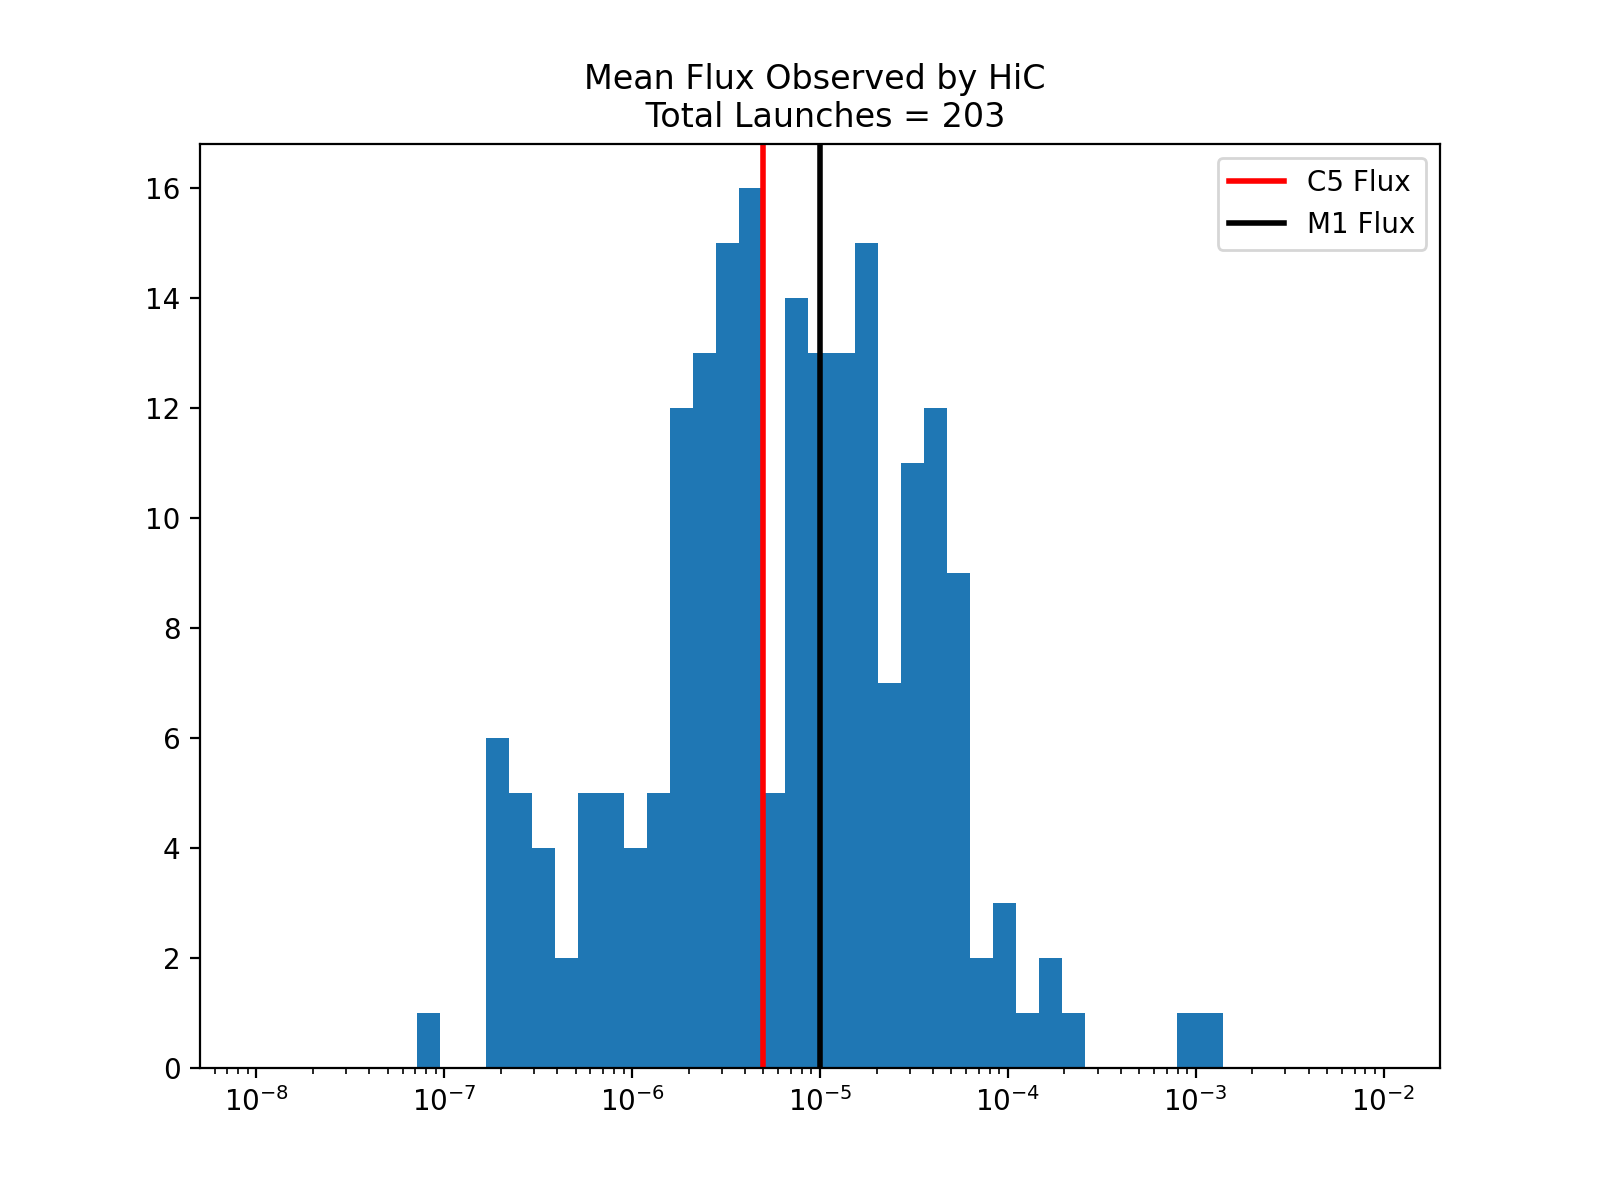 Mean Flux Observed by HiC
Total Launches = 203
C5 Flux
M1 Flux
16
14
12
10
8
6
4
2
0
10⁻⁸ 10⁻⁷ 10⁻⁶ 10⁻⁵ 10⁻⁴ 10⁻³ 10⁻²